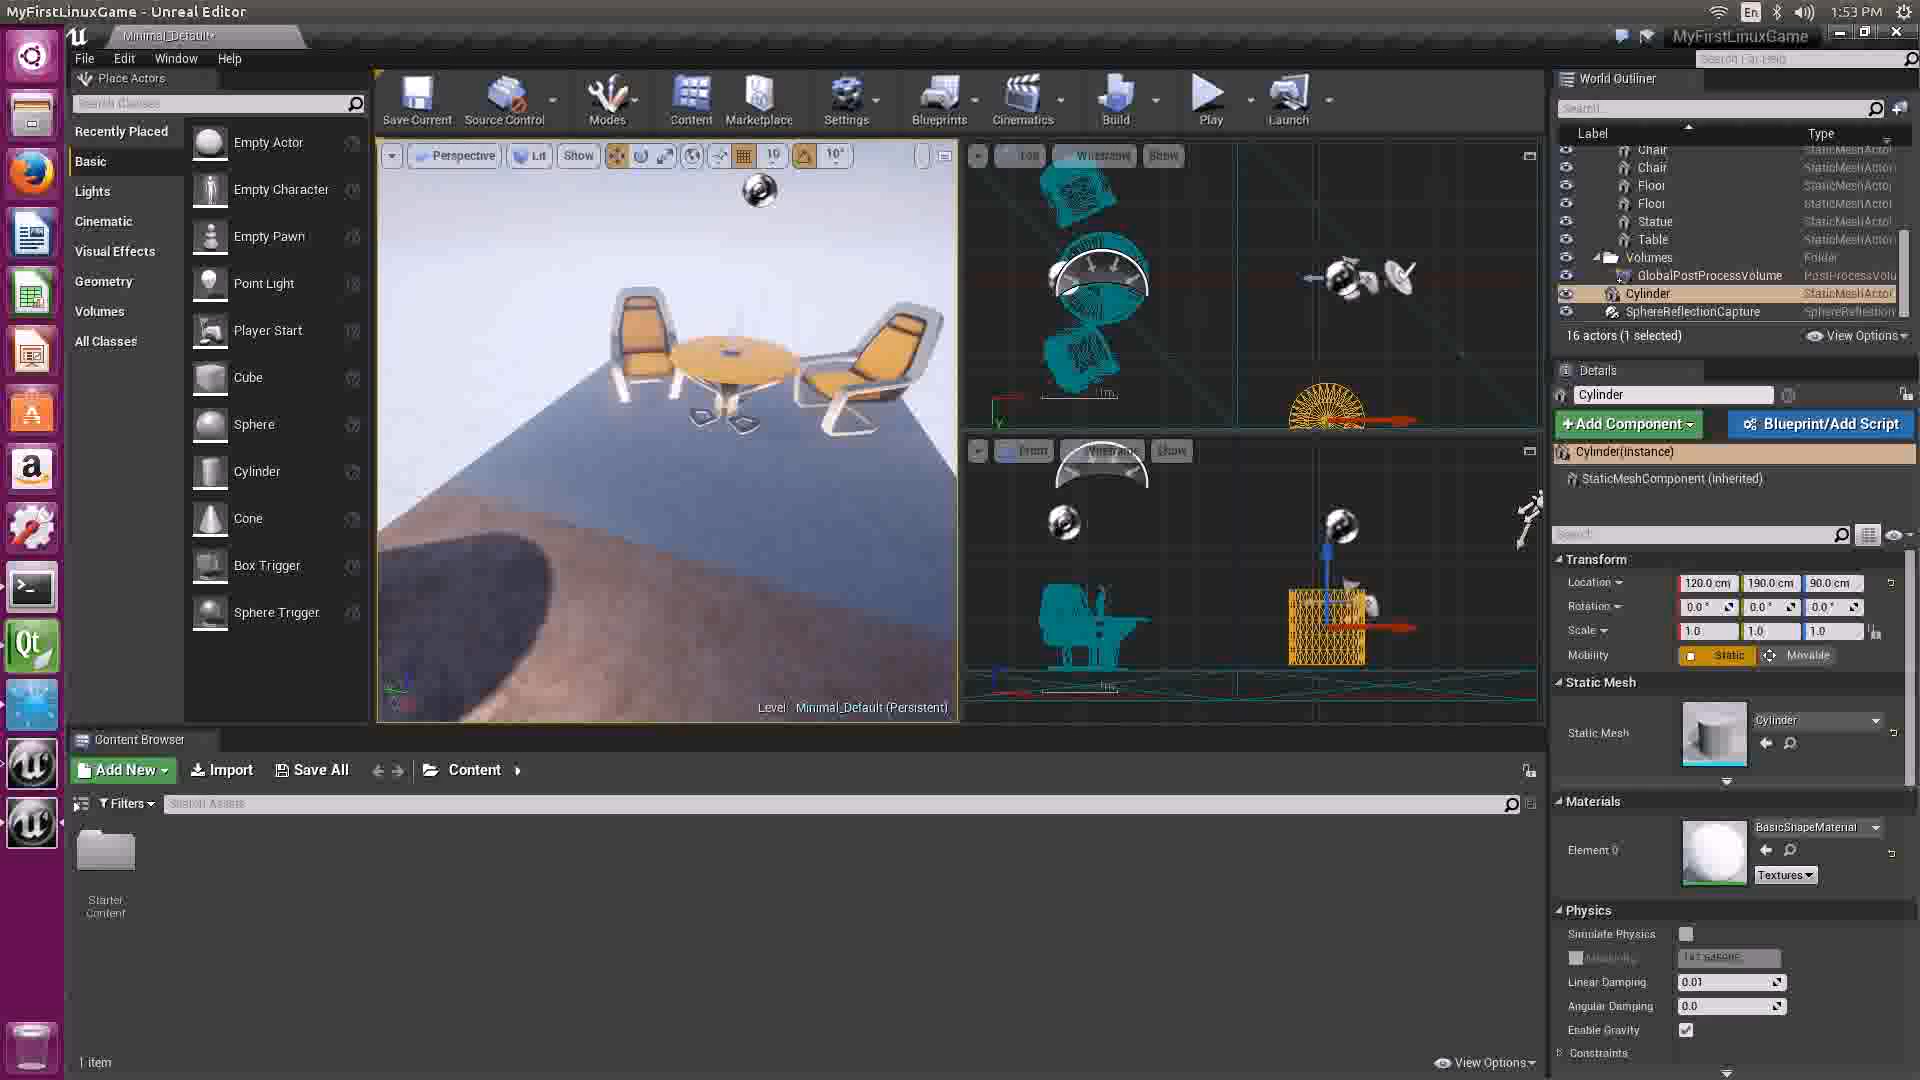 MyFirstLinuxGame - Unreal Editor
En
1:53 PM
Minimal_Default*
MyFirstLinuxGame
File Edit Window Help
Search For Help
Place Actors
Search Classes
Recently Placed
Basic
Lights
Cinematic
Visual Effects
Geometry
Volumes
All Classes
Empty Actor
Empty Character
Empty Pawn
Point Light
Player Start
Cube
Sphere
Cylinder
Cone
Box Trigger
Sphere Trigger
Save Current
Source Control
Modes
Content
Marketplace
Settings
Blueprints
Cinematics
Build
Play
Launch
Perspective
Lit
Show
10
10°
Level: Minimal_Default (Persistent)
Top
Wireframe
Show
1m
Front
Wireframe
Show
1m
World Outliner
Search...
Label
Type
Chair StaticMeshActor
Chair StaticMeshActor
Floor StaticMeshActor
Floor StaticMeshActor
Statue StaticMeshActor
Table StaticMeshActor
Volumes Folder
GlobalPostProcessVolume PostProcessVolu
Cylinder StaticMeshActor
SphereReflectionCapture SphereReflection
16 actors (1 selected)
View Options
Details
Cylinder
+Add Component
Blueprint/Add Script
Cylinder(Instance)
StaticMeshComponent (Inherited)
Search
Transform
Location 120.0 cm 190.0 cm 90.0 cm
Rotation 0.0 ° 0.0 ° 0.0 °
Scale 1.0 1.0 1.0
Mobility Static Movable
Static Mesh
Static Mesh
Cylinder
Materials
Element 0
BasicShapeMaterial
Textures
Physics
Simulate Physics
Linear Damping 0.01
Angular Damping 0.0
Enable Gravity
Constraints
Content Browser
Add New
Import
Save All
Content
Filters
Search Assets
Starter
Content
1 item
View Options
a
Qt